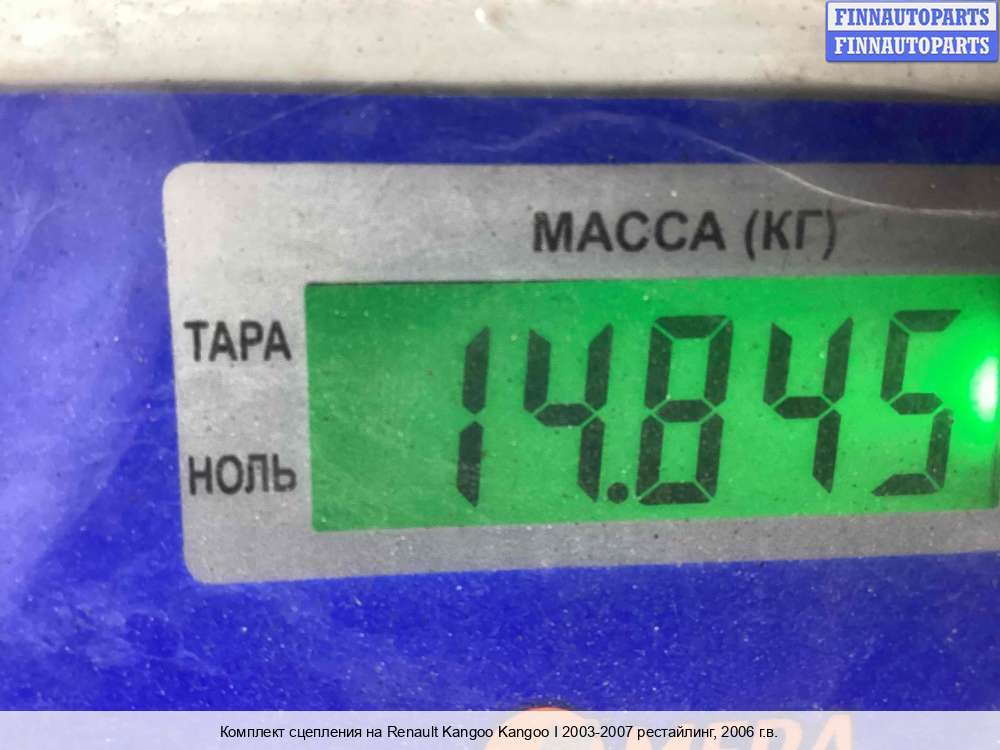 FINNAUTOPARTS
FINNAUTOPARTS
МАССА (КГ)
ТАРА
14.845
НОЛЬ
Комплект сцепления на Renault Kangoo Kangoo I 2003-2007 рестайлинг, 2006 г.в.